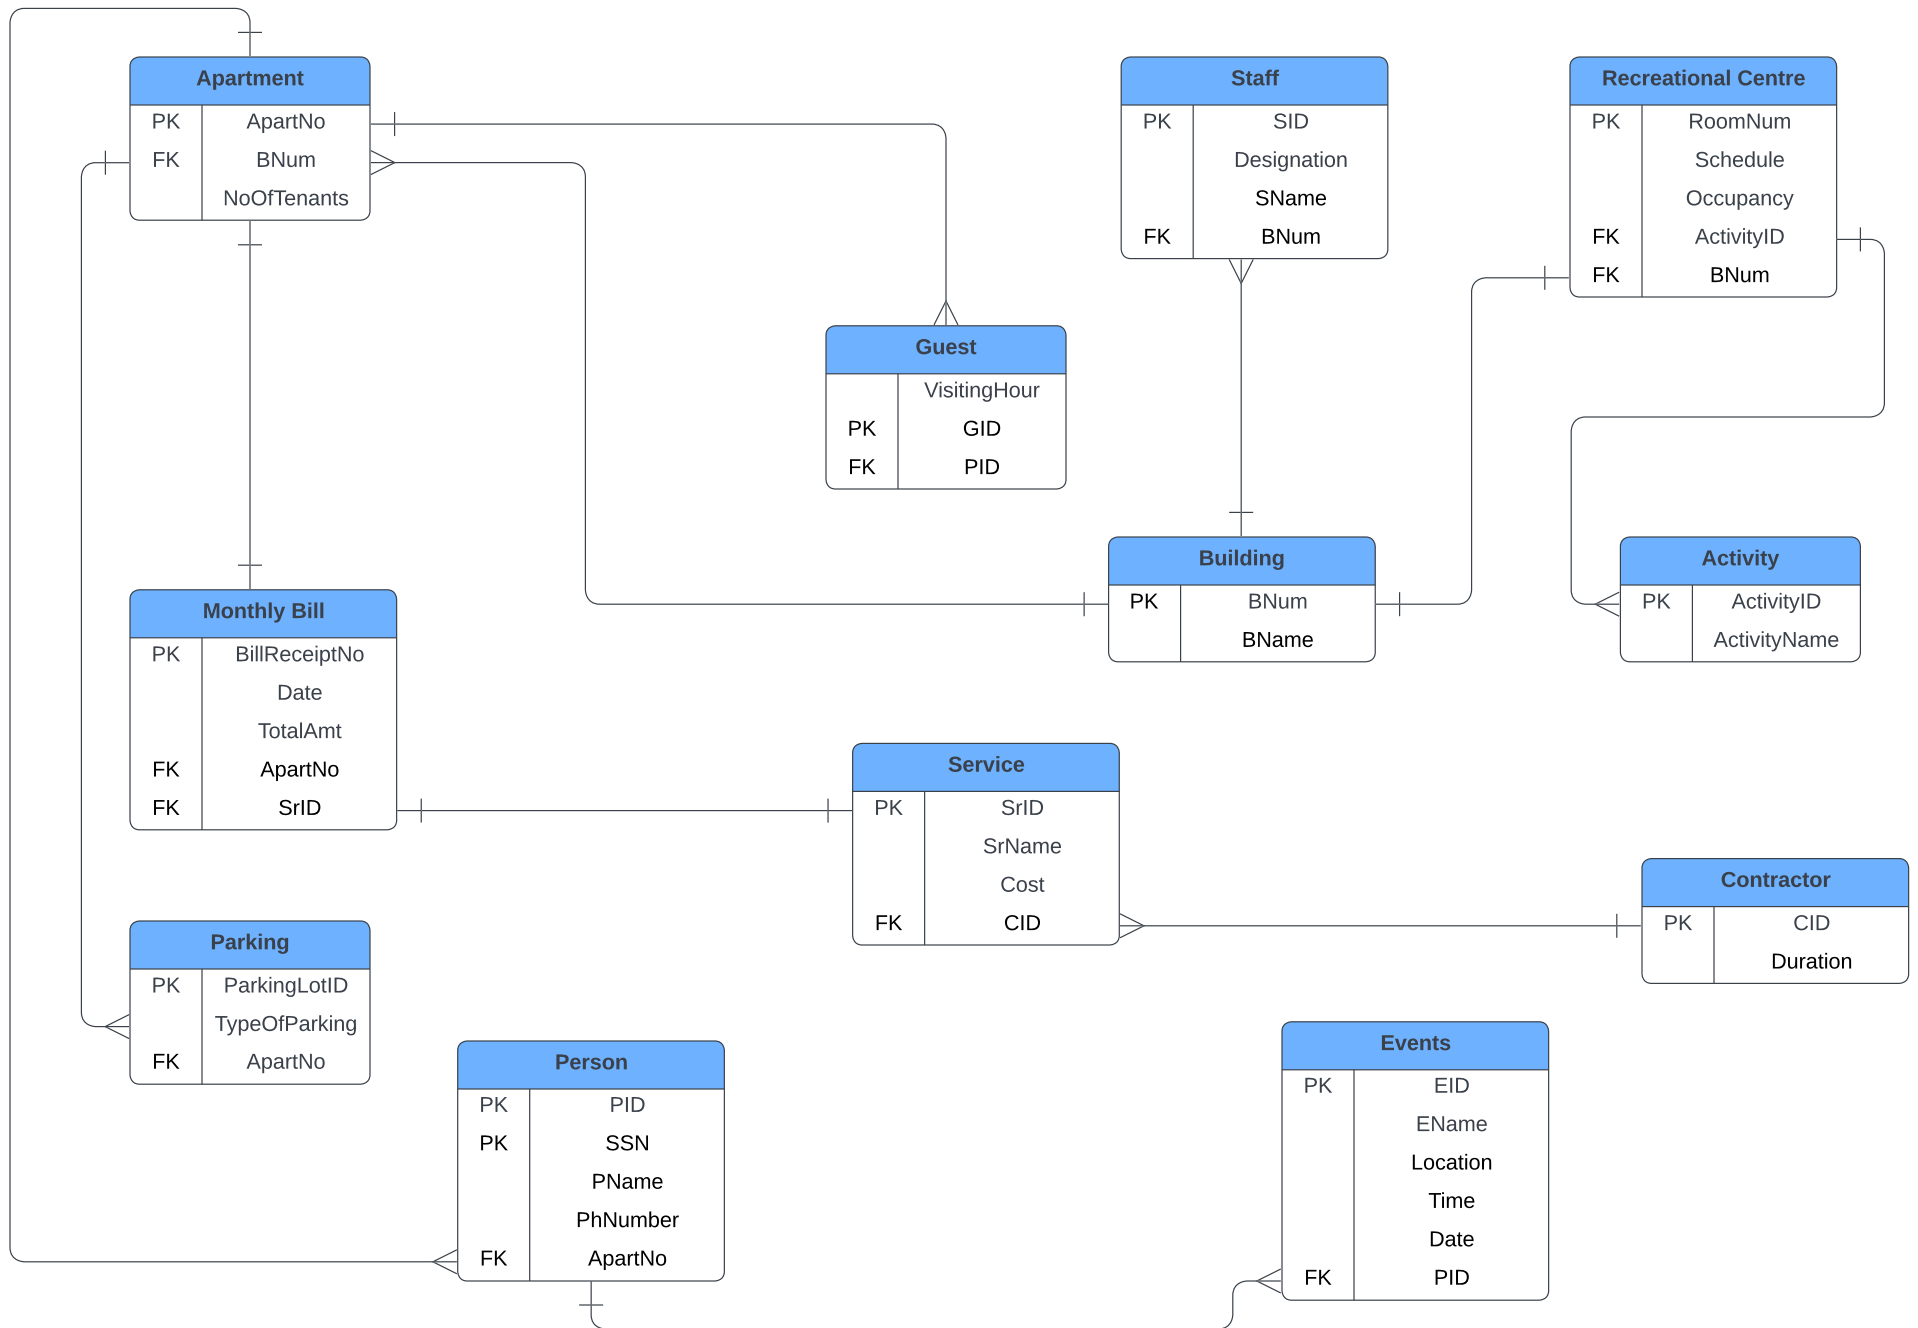 Apartment
PK ApartNo
FK BNum
NoOfTenants
Staff
PK SID
Designation
SName
FK BNum
Recreational Centre
PK RoomNum
Schedule
Occupancy
FK ActivityID
FK BNum
Guest
VisitingHour
PK GID
FK PID
Building
PK BNum
BName
Activity
PK ActivityID
ActivityName
Monthly Bill
PK BillReceiptNo
Date
TotalAmt
FK ApartNo
FK SrID
Service
PK SrID
SrName
Cost
FK CID
Contractor
PK CID
Duration
Parking
PK ParkingLotID
TypeOfParking
FK ApartNo
Person
PK PID
PK SSN
PName
PhNumber
FK ApartNo
Events
PK EID
EName
Location
Time
Date
FK PID